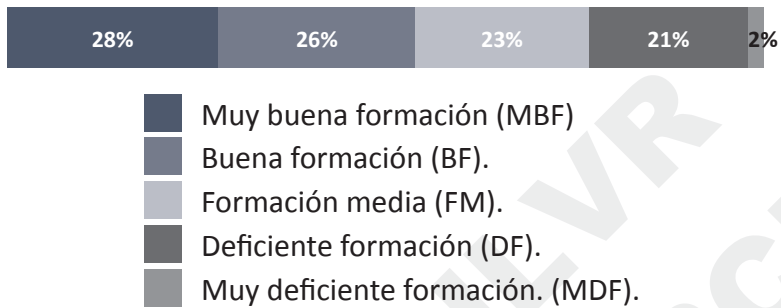 28% 26% 23% 21% 2%
Muy buena formación (MBF)
Buena formación (BF).
Formación media (FM).
Deficiente formación (DF).
Muy deficiente formación. (MDF).